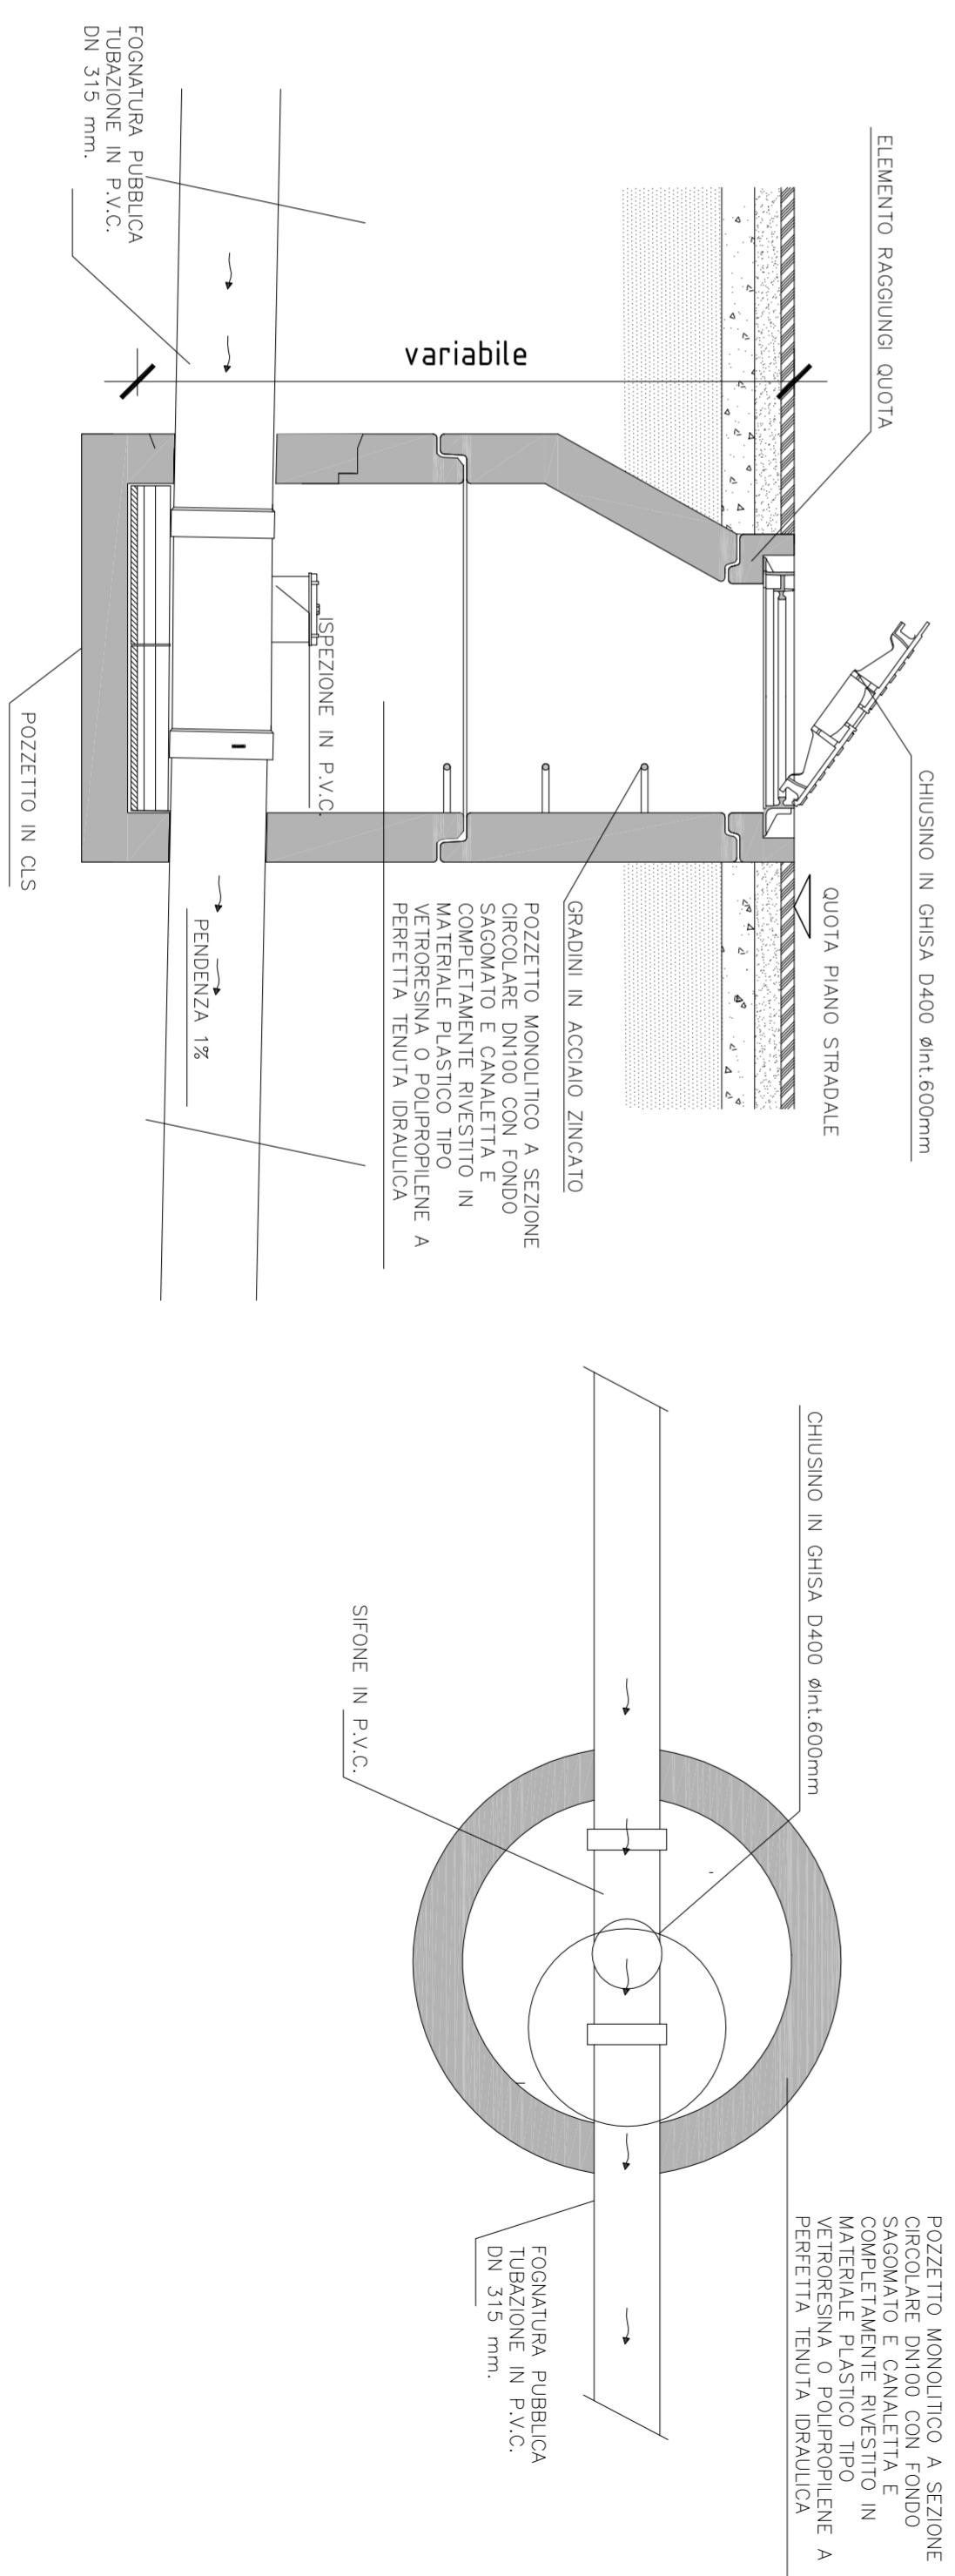 ELEMENTO RAGGIUNGI QUOTA
CHIUSINO IN GHISA D400 ØInt.600mm
QUOTA PIANO STRADALE
variabile
FOGNATURA PUBBLICA
TUBAZIONE IN P.V.C.
DN 315 mm.
ISPEZIONE IN P.V.C.
GRADINI IN ACCIAIO ZINCATO
POZZETTO MONOLITICO A SEZIONE
CIRCOLARE DN100 CON FONDO
SAGOMATO E CANALETTA E
COMPLETAMENTE RIVESTITO IN
MATERIALE PLASTICO TIPO
VETRORESINA O POLIPROPILENE A
PERFETTA TENUTA IDRAULICA
PENDENZA 1%
POZZETTO IN CLS
CHIUSINO IN GHISA D400 ØInt.600mm
SIFONE IN P.V.C.
POZZETTO MONOLITICO A SEZIONE
CIRCOLARE DN100 CON FONDO
SAGOMATO E CANALETTA E
COMPLETAMENTE RIVESTITO IN
MATERIALE PLASTICO TIPO
VETRORESINA O POLIPROPILENE A
PERFETTA TENUTA IDRAULICA
FOGNATURA PUBBLICA
TUBAZIONE IN P.V.C.
DN 315 mm.